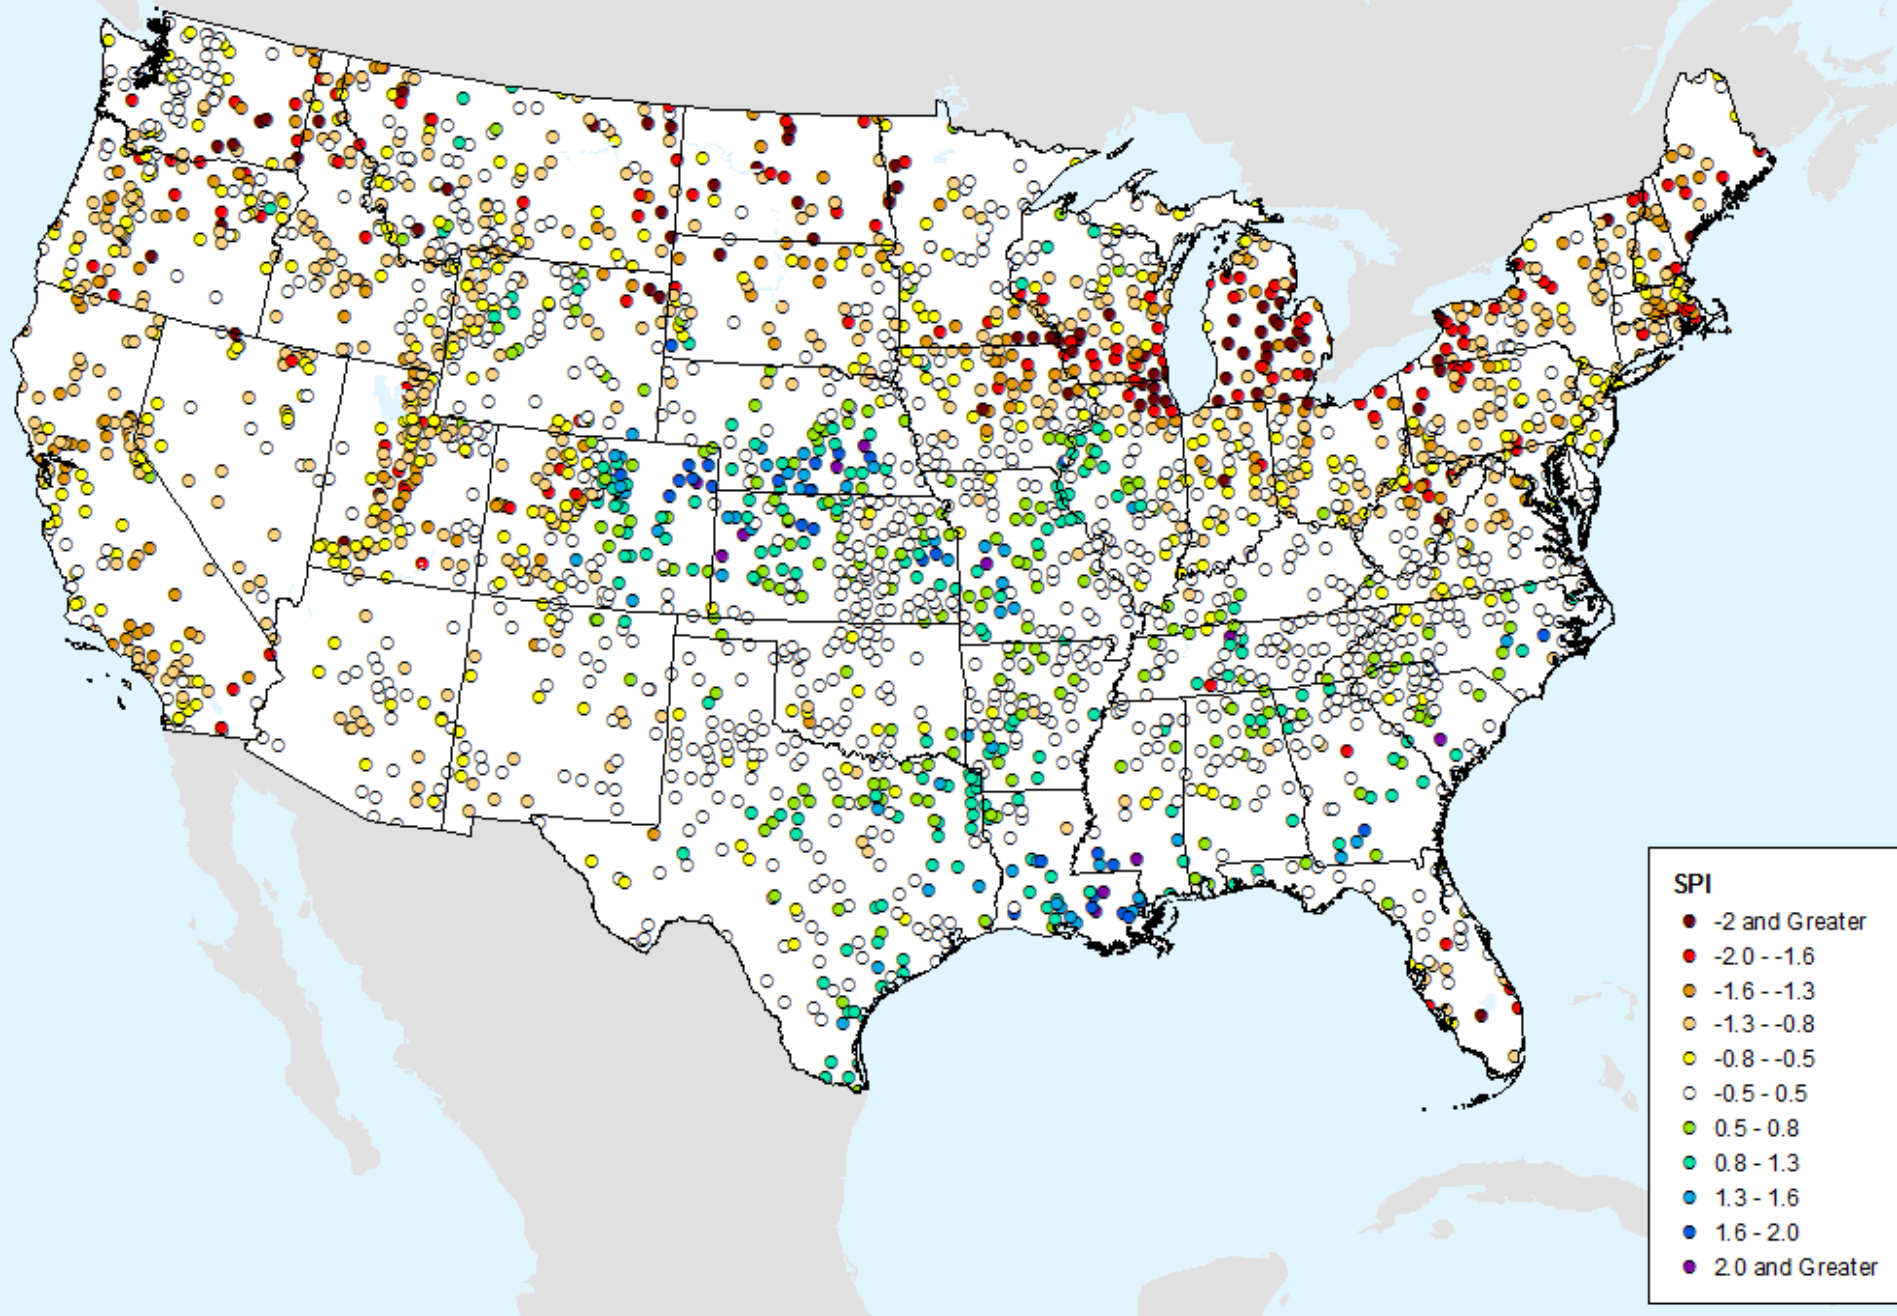 SPI
-2 and Greater
-2.0 - -1.6
-1.6 - -1.3
-1.3 - -0.8
-0.8 - -0.5
-0.5 - 0.5
0.5 - 0.8
0.8 - 1.3
1.3 - 1.6
1.6 - 2.0
2.0 and Greater